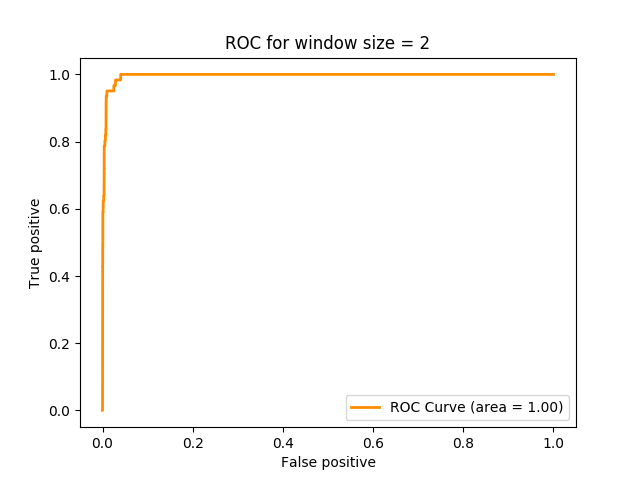 ROC for window size = 2
True positive
1.0
0.8
0.6
0.4
0.2
0.0
ROC Curve (area = 1.00)
0.0 0.2 0.4 0.6 0.8 1.0
False positive